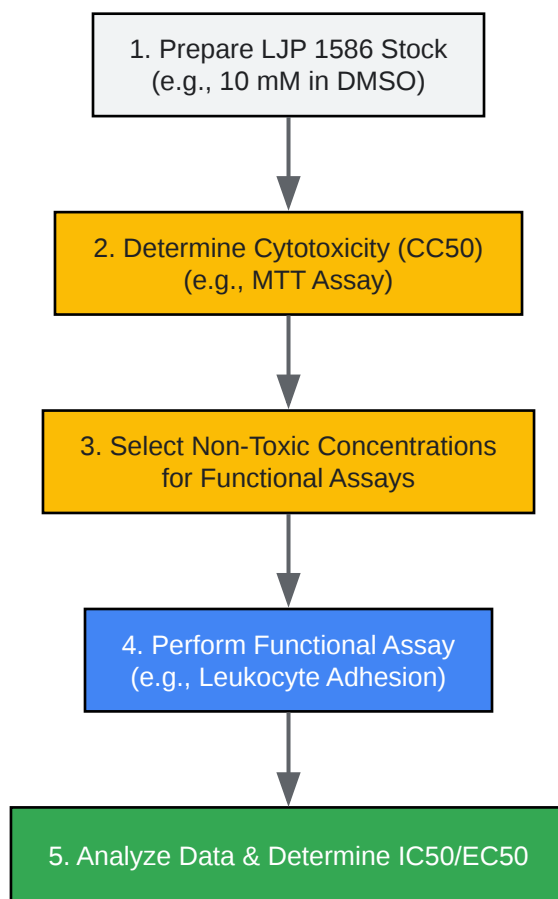 1. Prepare LJP 1586 Stock
(e.g., 10 mM in DMSO)
2. Determine Cytotoxicity (CC50)
(e.g., MTT Assay)
3. Select Non-Toxic Concentrations
for Functional Assays
4. Perform Functional Assay
(e.g., Leukocyte Adhesion)
5. Analyze Data & Determine IC50/EC50